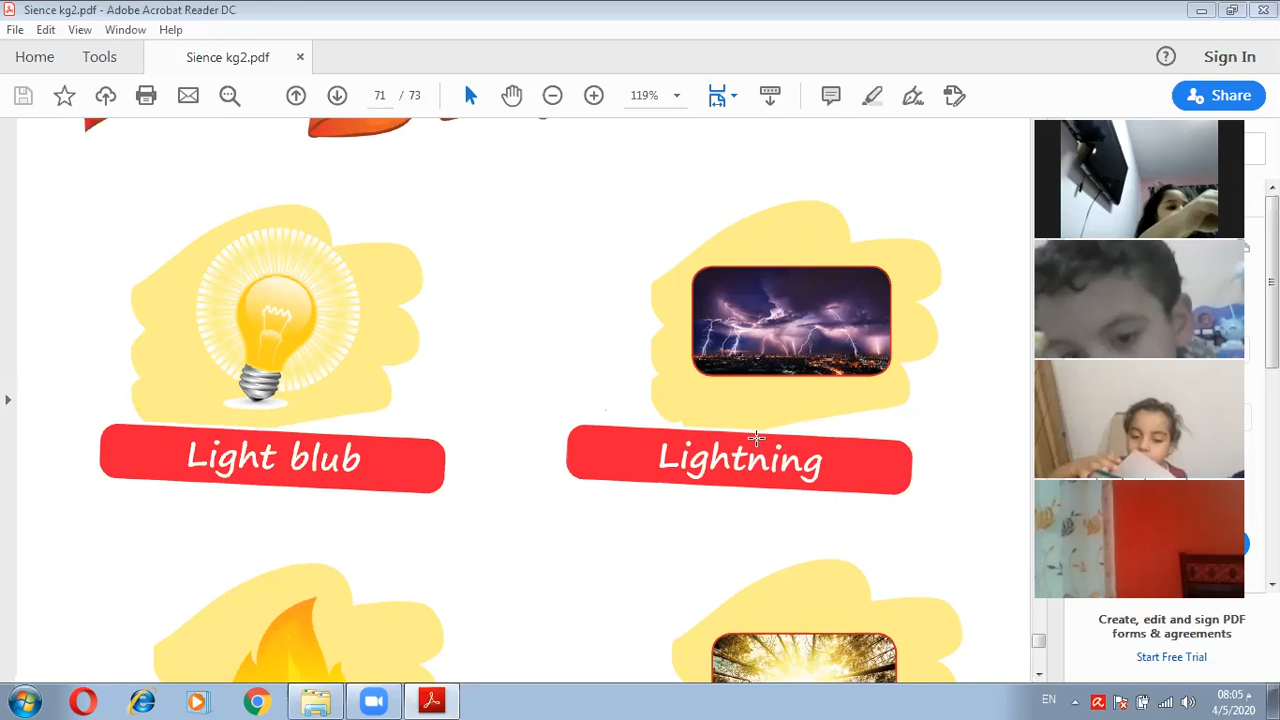 Sience kg2.pdf - Adobe Acrobat Reader DC
File Edit View Window Help
Home Tools Sience kg2.pdf × ? Sign In
71 / 73 119% Share
Light blub
Lightning
Create, edit and sign PDF
forms & agreements
Start Free Trial
EN
08:05 م
4/5/2020